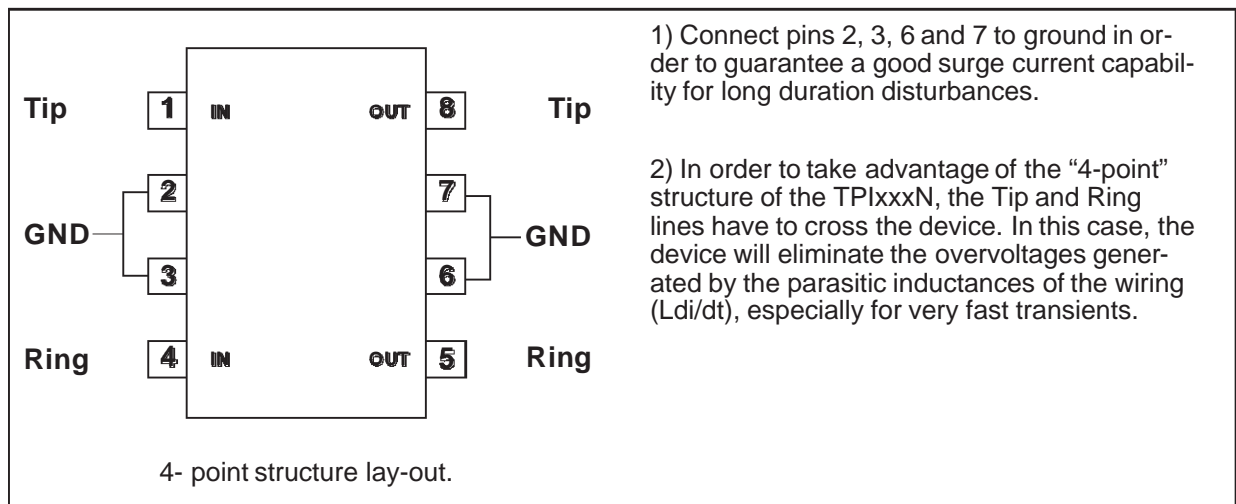 Tip 1 IN OUT 8 Tip
2 7
GND GND
3 6
Ring 4 IN OUT 5 Ring
4- point structure lay-out.
1) Connect pins 2, 3, 6 and 7 to ground in or-
der to guarantee a good surge current capabil-
ity for long duration disturbances.
2) In order to take advantage of the “4-point”
structure of the TPIxxxN, the Tip and Ring
lines have to cross the device. In this case, the
device will eliminate the overvoltages gener-
ated by the parasitic inductances of the wiring
(Ldi/dt), especially for very fast transients.